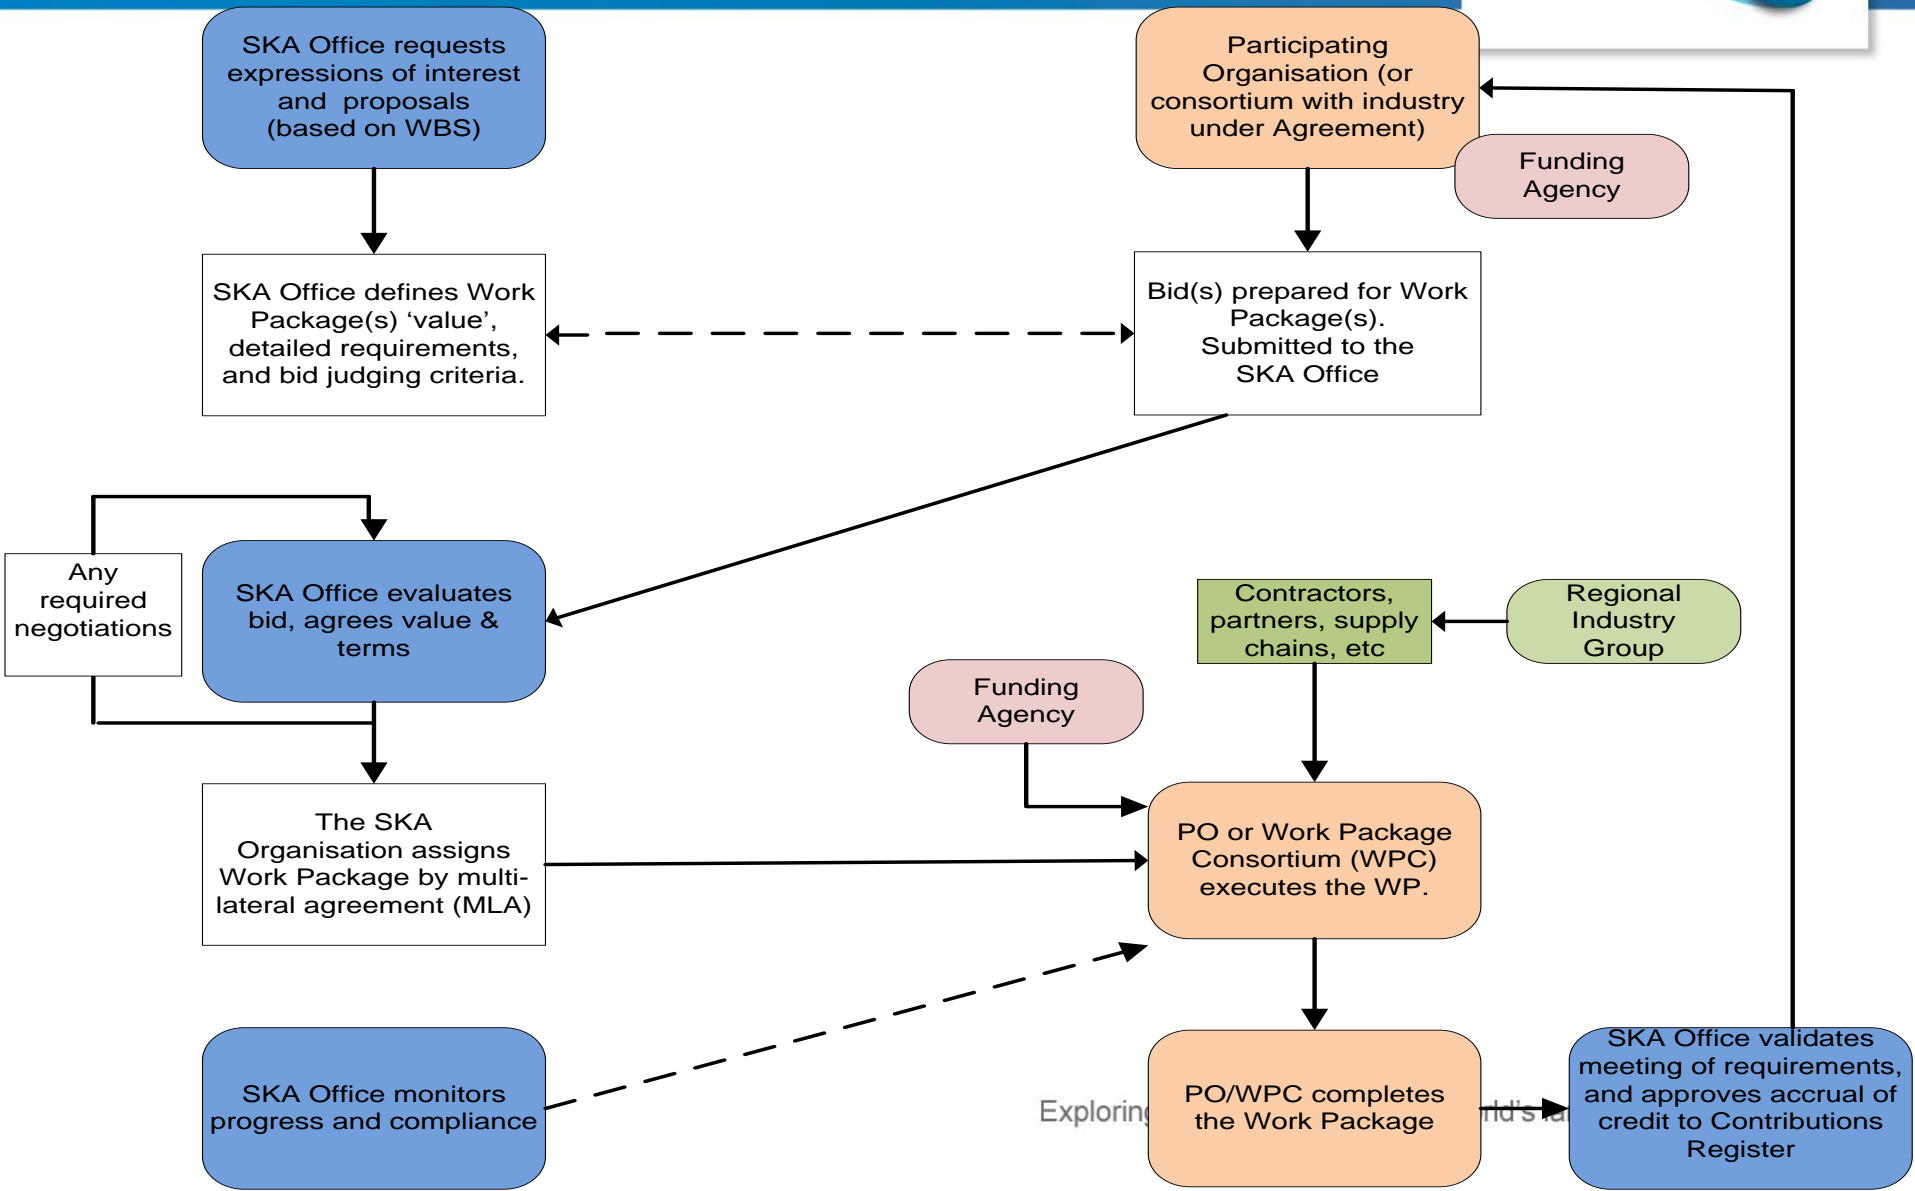 SKA Office requests
expressions of interest
and proposals
(based on WBS)
Participating
Organisation (or
consortium with industry
under Agreement)
Funding
Agency
SKA Office defines Work
Package(s) ‘value’,
detailed requirements,
and bid judging criteria.
Bid(s) prepared for Work
Package(s).
Submitted to the
SKA Office
Any
required
negotiations
SKA Office evaluates
bid, agrees value &
terms
Contractors,
partners, supply
chains, etc
Regional
Industry
Group
Funding
Agency
The SKA
Organisation assigns
Work Package by multi-
lateral agreement (MLA)
PO or Work Package
Consortium (WPC)
executes the WP.
SKA Office monitors
progress and compliance
Exploring
PO/WPC completes
the Work Package
SKA Office validates
meeting of requirements,
and approves accrual of
credit to Contributions
Register